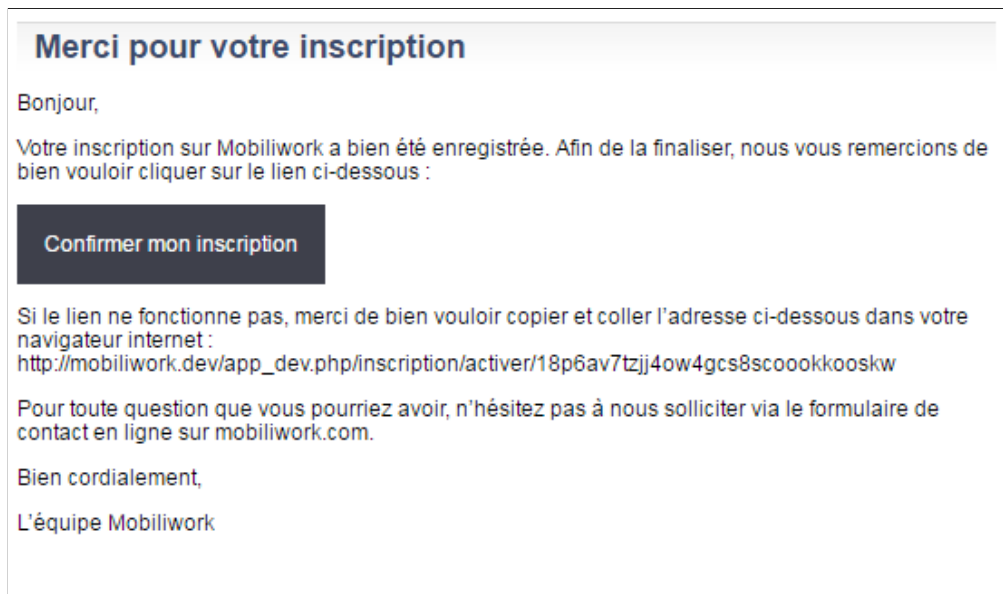 Merci pour votre inscription
Bonjour,
Votre inscription sur Mobiliwork a bien été enregistrée. Afin de la finaliser, nous vous remercions de
bien vouloir cliquer sur le lien ci-dessous :
Confirmer mon inscription
Si le lien ne fonctionne pas, merci de bien vouloir copier et coller l’adresse ci-dessous dans votre
navigateur internet :
http://mobiliwork.dev/app_dev.php/inscription/activer/18p6av7tzjj4ow4gcs8scoookkooskw
Pour toute question que vous pourriez avoir, n’hésitez pas à nous solliciter via le formulaire de
contact en ligne sur mobiliwork.com.
Bien cordialement,
L’équipe Mobiliwork